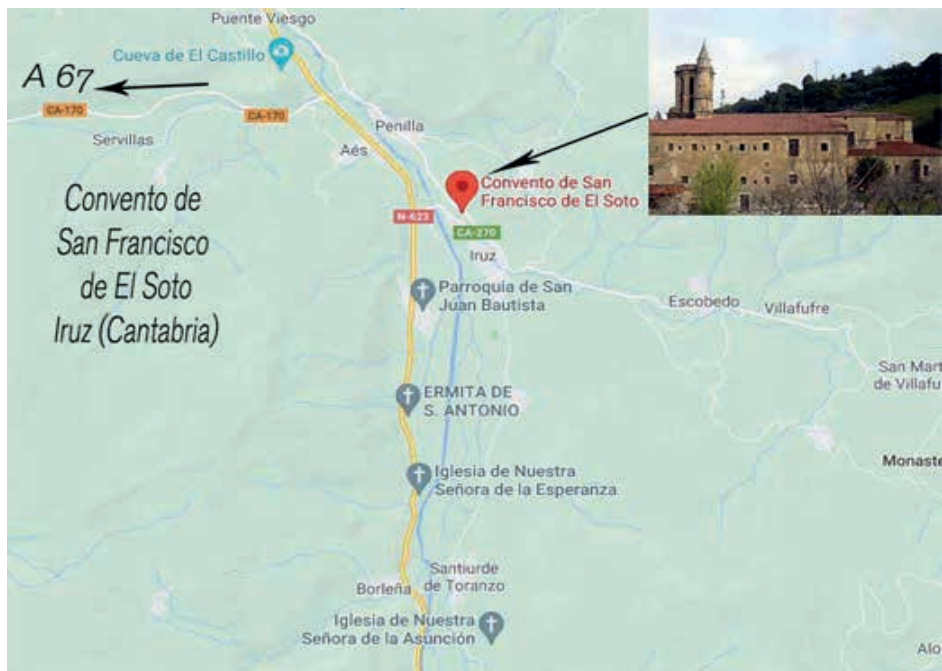 Puente Viesgo
Cueva de El Castillo
A 67
CA-170
CA-170
Servillas
Penilla
Aés
Convento de San
Francisco de El Soto
N-623
CA-270
Iruz
Convento de
San Francisco
de El Soto
Iruz (Cantabria)
Parroquia de San
Juan Bautista
Escobedo
Villafufre
San Mart
de Villafu
ERMITA DE
S. ANTONIO
Monaste
Iglesia de Nuestra
Señora de la Esperanza
Santiurde
de Toranzo
Borleña
Iglesia de Nuestra
Señora de la Asunción
Alo